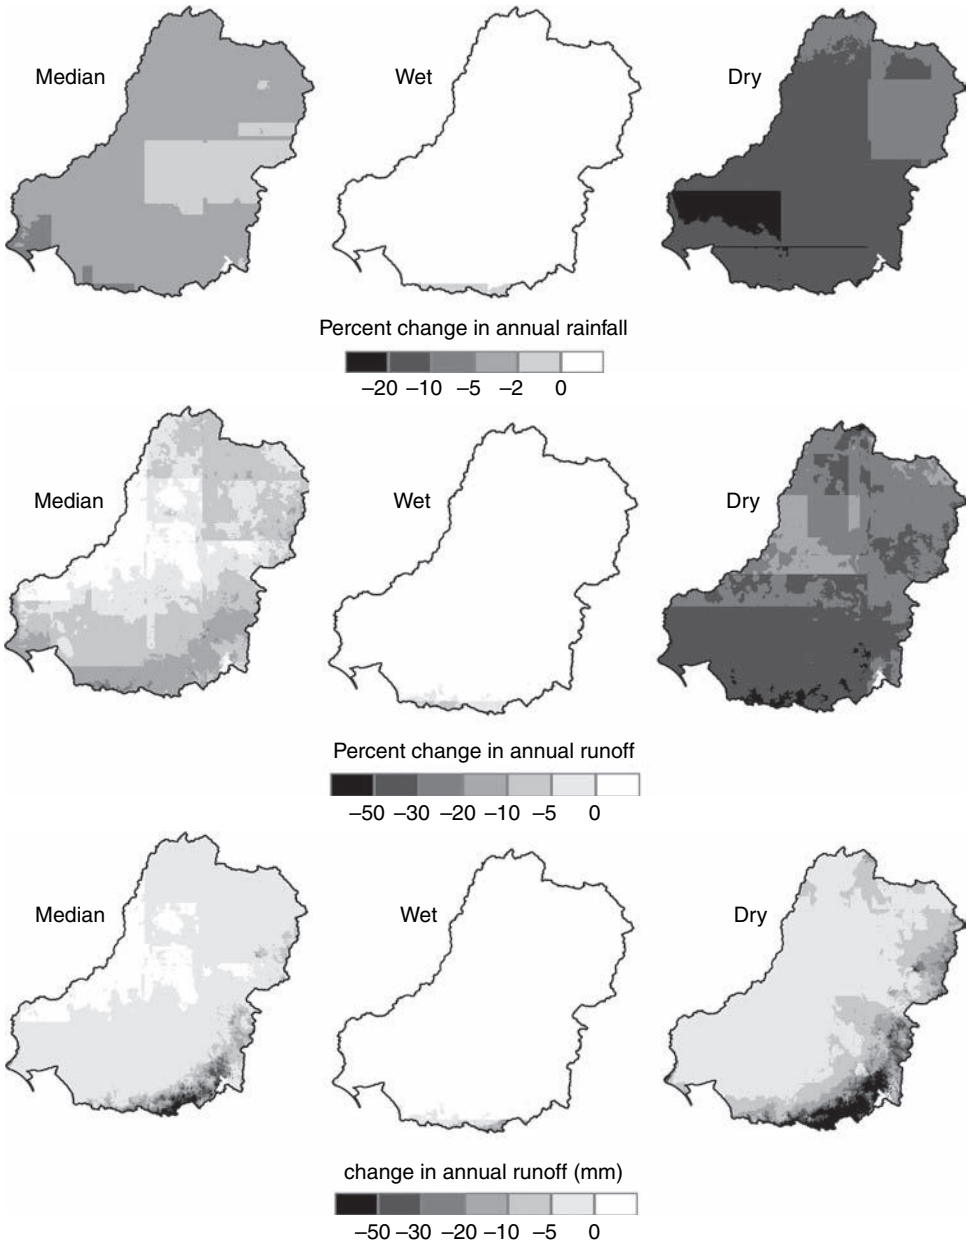 Median Wet Dry
Percent change in annual rainfall
–20 –10 –5 –2 0
Median Wet Dry
Percent change in annual runoff
–50 –30 –20 –10 –5 0
Median Wet Dry
change in annual runoff (mm)
–50 –30 –20 –10 –5 0